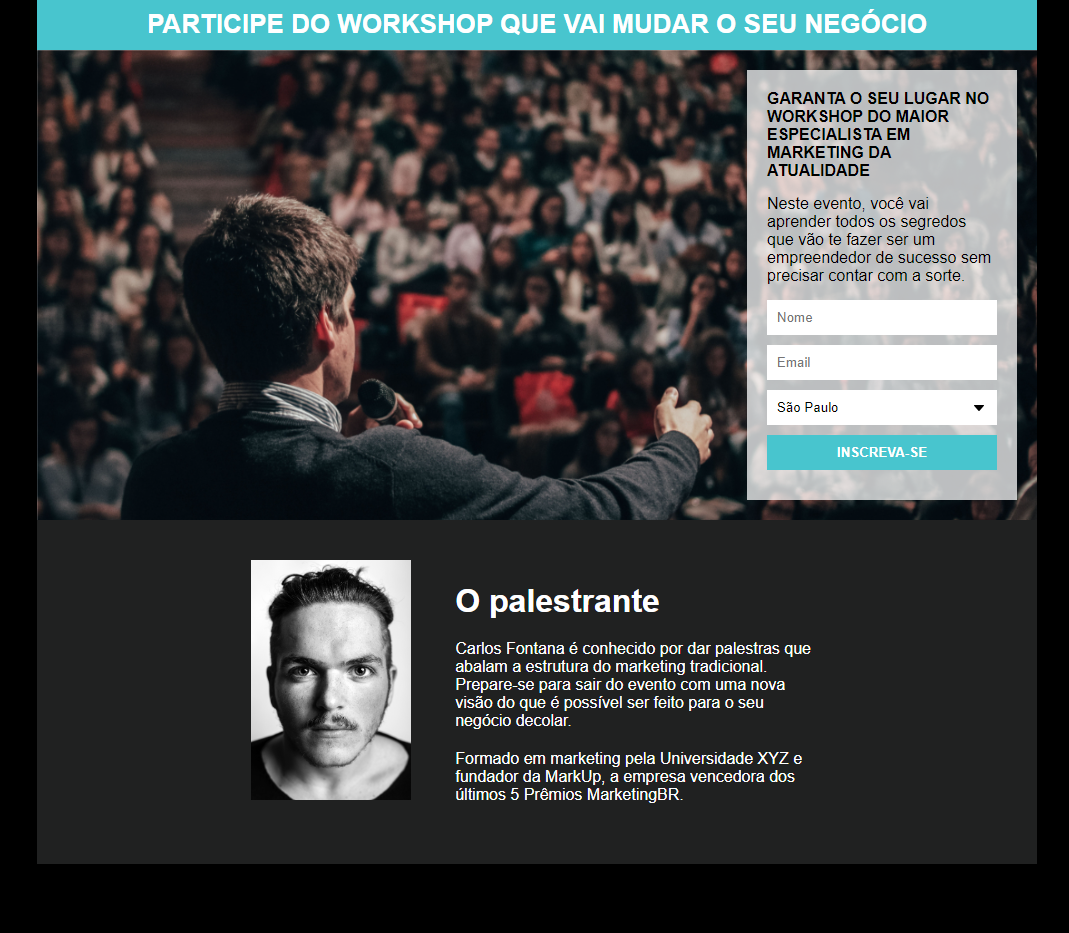 PARTICIPE DO WORKSHOP QUE VAI MUDAR O SEU NEGÓCIO
GARANTA O SEU LUGAR NO
WORKSHOP DO MAIOR
ESPECIALISTA EM
MARKETING DA
ATUALIDADE
Neste evento, você vai
aprender todos os segredos
que vão te fazer ser um
empreendedor de sucesso sem
precisar contar com a sorte.
Nome
Email
São Paulo
INSCREVA-SE
O palestrante
Carlos Fontana é conhecido por dar palestras que
abalam a estrutura do marketing tradicional.
Prepare-se para sair do evento com uma nova
visão do que é possível ser feito para o seu
negócio decolar.
Formado em marketing pela Universidade XYZ e
fundador da MarkUp, a empresa vencedora dos
últimos 5 Prêmios MarketingBR.